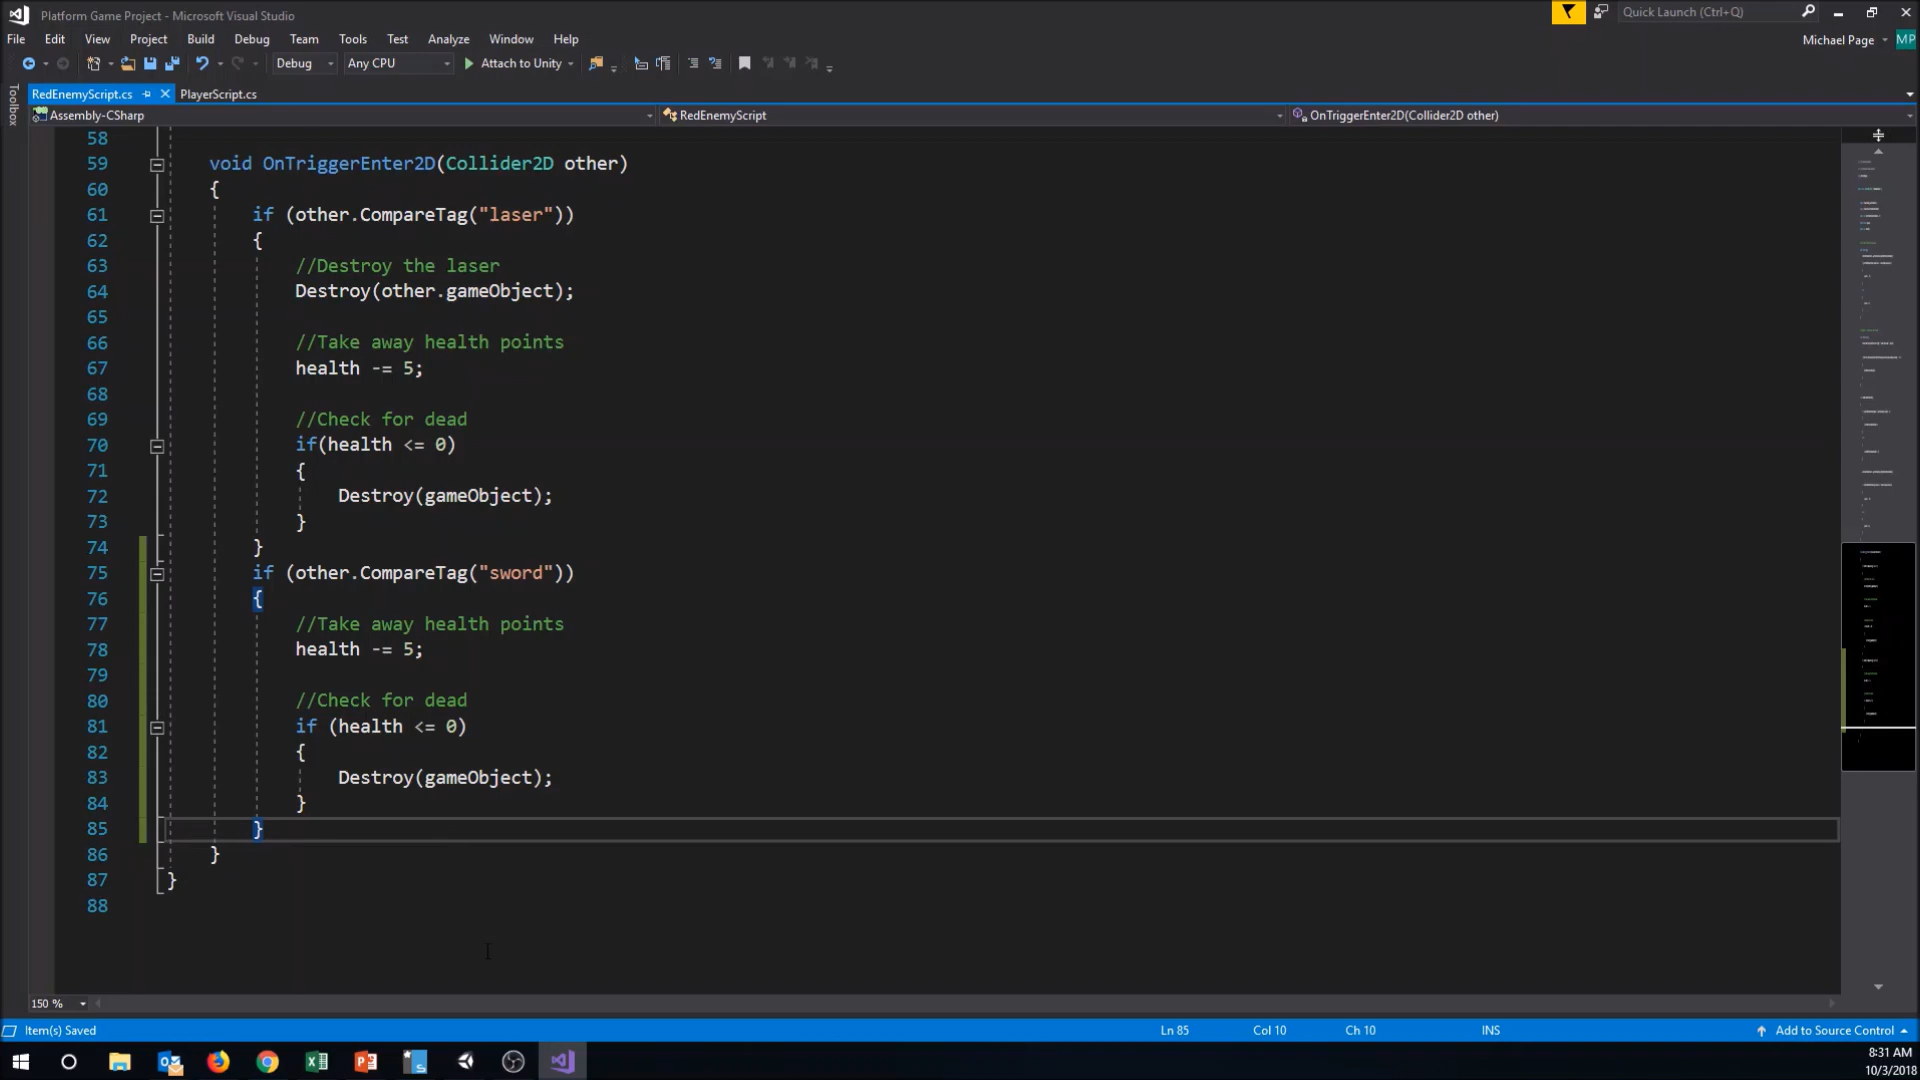 Platform Game Project - Microsoft Visual Studio
Quick Launch (Ctrl+Q)
File Edit View Project Build Debug Team Tools Test Analyze Window Help
Michael Page MP
Debug Any CPU Attach to Unity
Toolbox
RedEnemyScript.cs PlayerScript.cs
Assembly-CSharp RedEnemyScript OnTriggerEnter2D(Collider2D other)
58
59 void OnTriggerEnter2D(Collider2D other)
60 {
61 if (other.CompareTag("laser"))
62 {
63 //Destroy the laser
64 Destroy(other.gameObject);
65
66 //Take away health points
67 health -= 5;
68
69 //Check for dead
70 if(health <= 0)
71 {
72 Destroy(gameObject);
73 }
74 }
75 if (other.CompareTag("sword"))
76 {
77 //Take away health points
78 health -= 5;
79
80 //Check for dead
81 if (health <= 0)
82 {
83 Destroy(gameObject);
84 }
85 }
86 }
87 }
88
150 %
Item(s) Saved Ln 85 Col 10 Ch 10 INS Add to Source Control
8:31 AM
10/3/2018